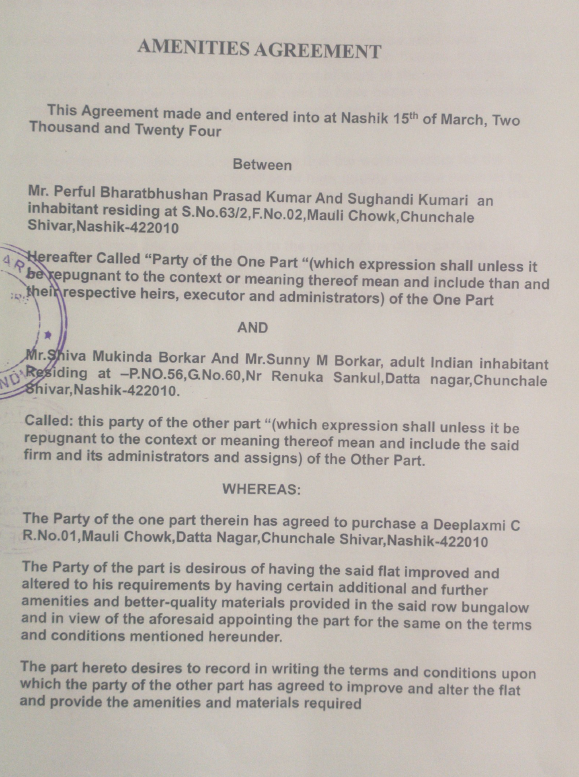 AMENITIES AGREEMENT
This Agreement made and entered into at Nashik 15th of March, Two
Thousand and Twenty Four
Between
Mr. Perful Bharatbhushan Prasad Kumar And Sughandi Kumari an
inhabitant residing at S.No.63/2,F.No.02,Mauli Chowk,Chunchale
Shivar,Nashik-422010
Hereafter Called “Party of the One Part “(which expression shall unless it
be repugnant to the context or meaning thereof mean and include than and
their respective heirs, executor and administrators) of the One Part
AND
Mr.Shiva Mukinda Borkar And Mr.Sunny M Borkar, adult Indian inhabitant
Residing at –P.NO.56,G.No.60,Nr Renuka Sankul,Datta nagar,Chunchale
Shivar,Nashik-422010.
Called: this party of the other part “(which expression shall unless it be
repugnant to the context or meaning thereof mean and include the said
firm and its administrators and assigns) of the Other Part.
WHEREAS:
The Party of the one part therein has agreed to purchase a Deeplaxmi C
R.No.01,Mauli Chowk,Datta Nagar,Chunchale Shivar,Nashik-422010
The Party of the part is desirous of having the said flat improved and
altered to his requirements by having certain additional and further
amenities and better-quality materials provided in the said row bungalow
and in view of the aforesaid appointing the part for the same on the terms
and conditions mentioned hereunder.
The part hereto desires to record in writing the terms and conditions upon
which the party of the other part has agreed to improve and alter the flat
and provide the amenities and materials required